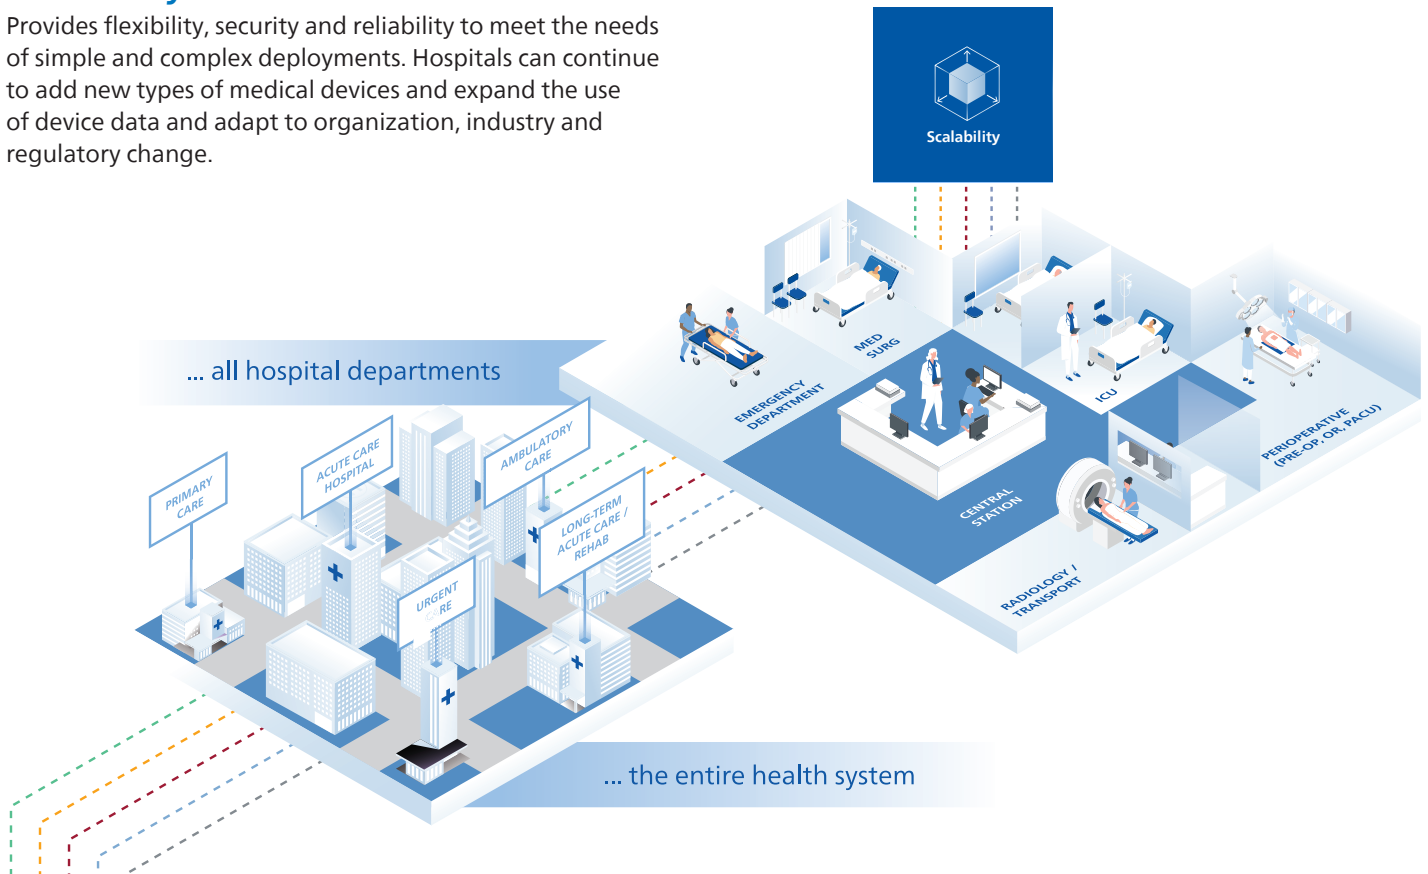 Provides flexibility, security and reliability to meet the needs
of simple and complex deployments. Hospitals can continue
to add new types of medical devices and expand the use
of device data and adapt to organization, industry and
regulatory change.
Scalability
MED
SURG
EMERGENCY
DEPARTMENT
ICU
PERIOPERATIVE
(PRE-OP, OR, PACU)
CENTRAL
STATION
RADIOLOGY /
TRANSPORT
... all hospital departments
PRIMARY
CARE
ACUTE CARE
HOSPITAL
AMBULATORY
CARE
LONG-TERM
ACUTE CARE /
REHAB
URGENT
... the entire health system